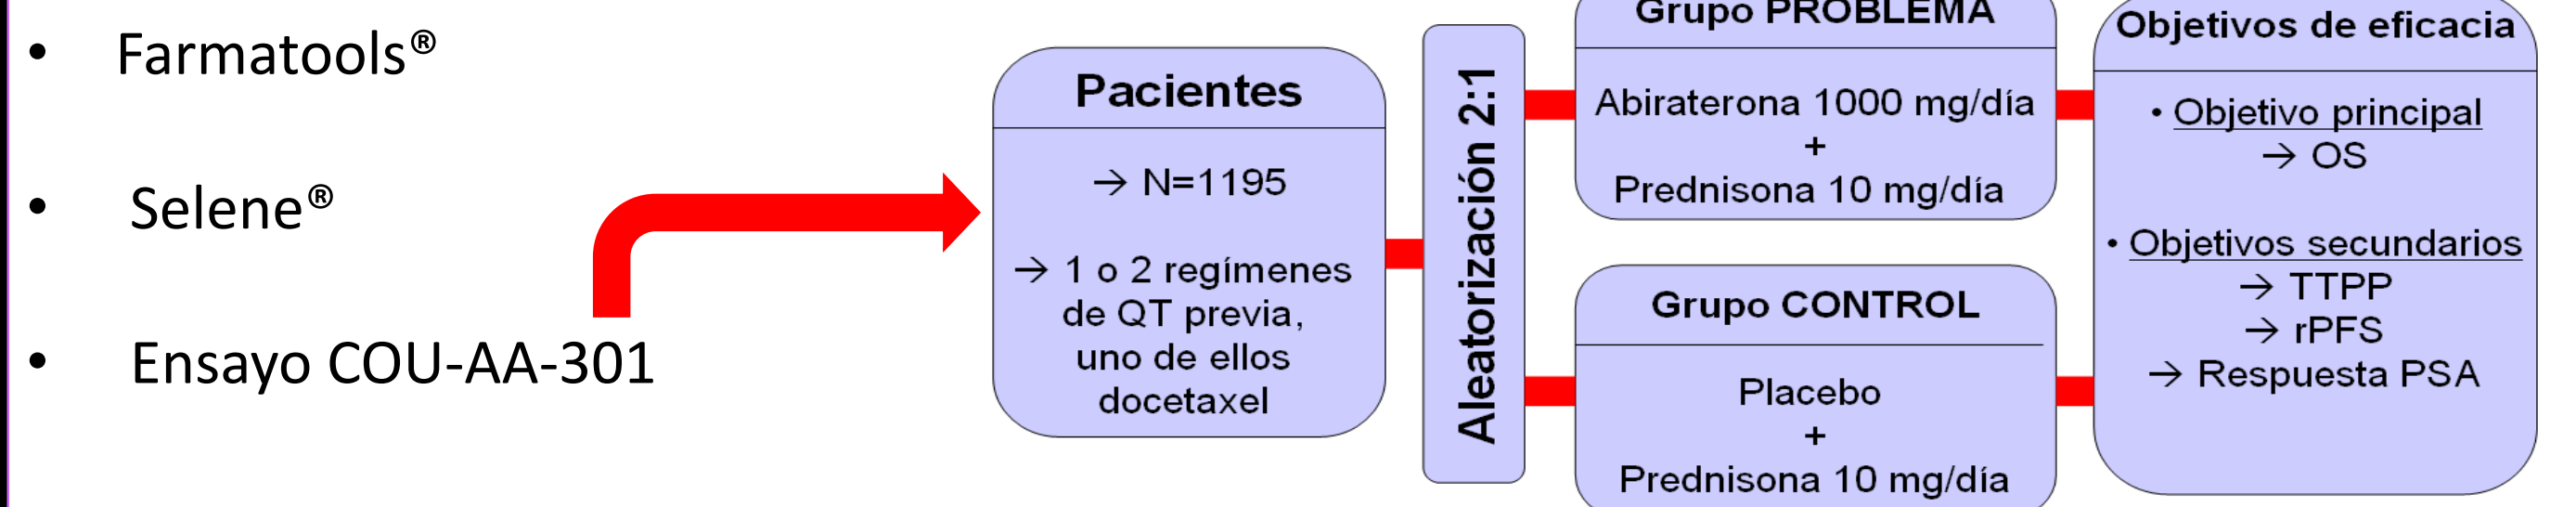 • Farmatools®
• Selene®
• Ensayo COU-AA-301
Pacientes
→ N=1195
→ 1 o 2 regímenes
de QT previa,
uno de ellos
docetaxel
Aleatorización 2:1
Grupo PROBLEMA
Abiraterona 1000 mg/día
+
Prednisona 10 mg/día
Grupo CONTROL
Placebo
+
Prednisona 10 mg/día
Objetivos de eficacia
• Objetivo principal
→ OS
• Objetivos secundarios
→ TTPP
→ rPFS
→ Respuesta PSA